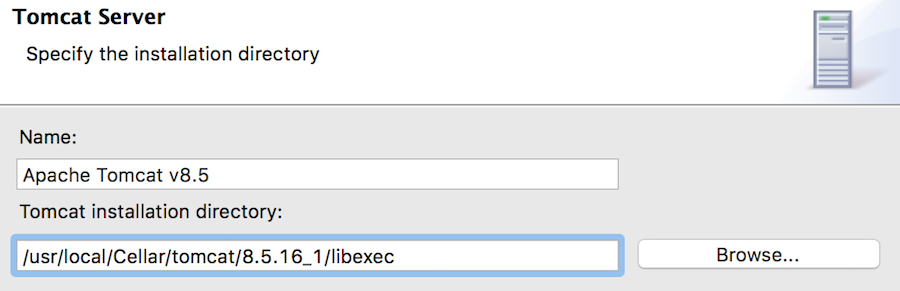 Tomcat Server
Specify the installation directory
Name:
Apache Tomcat v8.5
Tomcat installation directory:
/usr/local/Cellar/tomcat/8.5.16_1/libexec
Browse...